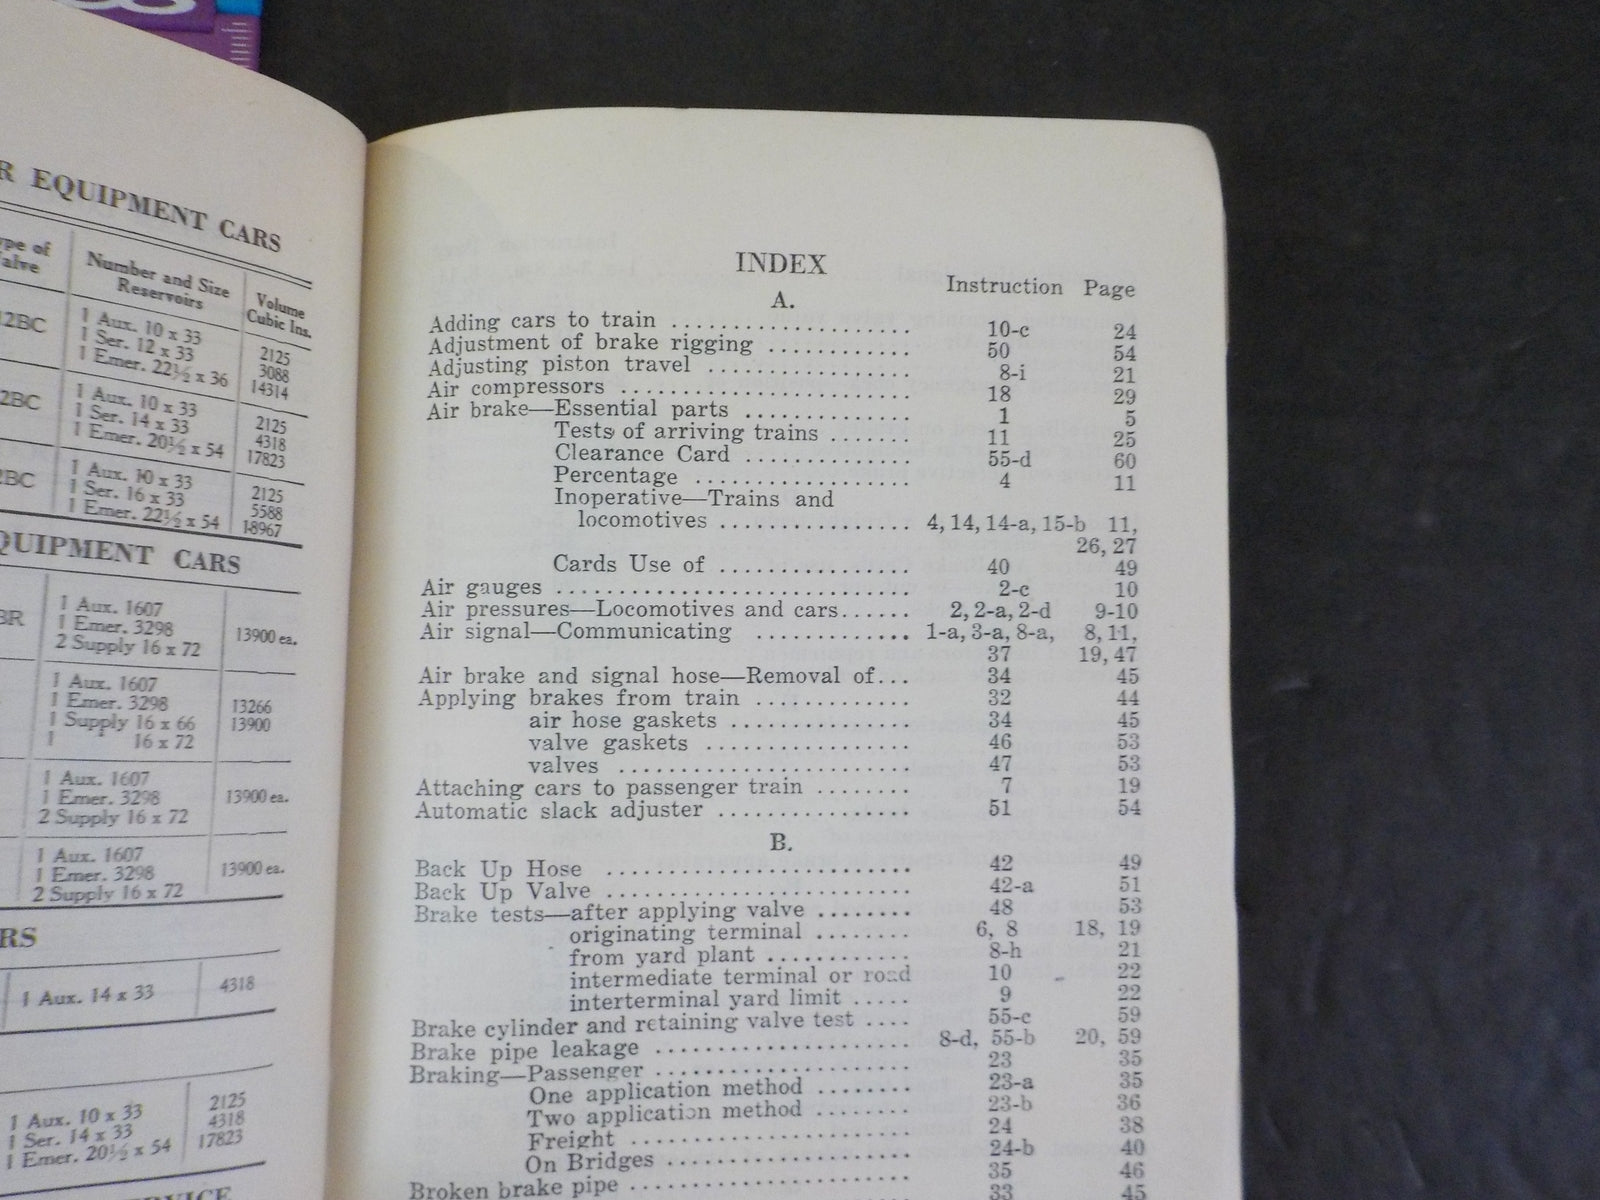 R EQUIPMENT CARS
Number and Size Reservoirs
Volume Cubic Ins.
2BC
1 Aux. 10 x 33 2125
1 Ser. 12 x 33 3088
1 Emer. 22½ x 36 14314
2BC
1 Aux. 10 x 33 2125
1 Ser. 14 x 33 4318
1 Emer. 20½ x 54 17823
2BC
1 Aux. 10 x 33 2125
1 Ser. 16 x 33 5588
1 Emer. 22½ x 54 18967
QUIPMENT CARS
1 Aux. 1607
1 Emer. 3298 13900 ea.
2 Supply 16 x 72
1 Aux. 1607
1 Emer. 3298 13266
1 Supply 16 x 66 13900
1 " 16 x 72
1 Aux. 1607
1 Emer. 3298 13900 ea.
2 Supply 16 x 72
1 Aux. 1607
1 Emer. 3298 13900 ea.
2 Supply 16 x 72
RS
1 Aux. 14 x 33 4318
1 Aux. 10 x 33 2125
1 Ser. 14 x 33 4318
1 Emer. 20½ x 54 17823
INDEX
A. Instruction Page
Adding cars to train .................... 10-c 24
Adjustment of brake rigging ............ 50 54
Adjusting piston travel ................. 8-i 21
Air compressors ........................ 18 29
Air brake—Essential parts .............. 1 5
Tests of arriving trains ....... 11 25
Clearance Card .............. 55-d 60
Percentage .................. 4 11
Inoperative—Trains and
locomotives ................ 4, 14, 14-a, 15-b 11,
26, 27
Cards Use of ................ 40 49
Air gauges .............................. 2-c 10
Air pressures—Locomotives and cars...... 2, 2-a, 2-d 9-10
Air signal—Communicating ............. 1-a, 3-a, 8-a, 8, 11,
37 19, 47
Air brake and signal hose—Removal of... 34 45
Applying brakes from train ............. 32 44
air hose gaskets ............... 34 45
valve gaskets ................. 46 53
valves ........................ 47 53
Attaching cars to passenger train ........ 7 19
Automatic slack adjuster ................ 51 54
B.
Back Up Hose .......................... 42 49
Back Up Valve .......................... 42-a 51
Brake tests—after applying valve ........ 48 53
originating terminal ........ 6, 8 18, 19
from yard plant ............ 8-h 21
intermediate terminal or road 10 22
interterminal yard limit ..... 9 22
Brake cylinder and retaining valve test .... 55-c 59
Brake pipe leakage ...................... 8-d, 55-b 20, 59
Braking—Passenger ...................... 23 35
One application method ........ 23-a 35
Two application method ........ 23-b 36
Freight ........................ 24 38
On Bridges ..................... 24-b 40
Broken brake pipe ........................ 35 46
33 45